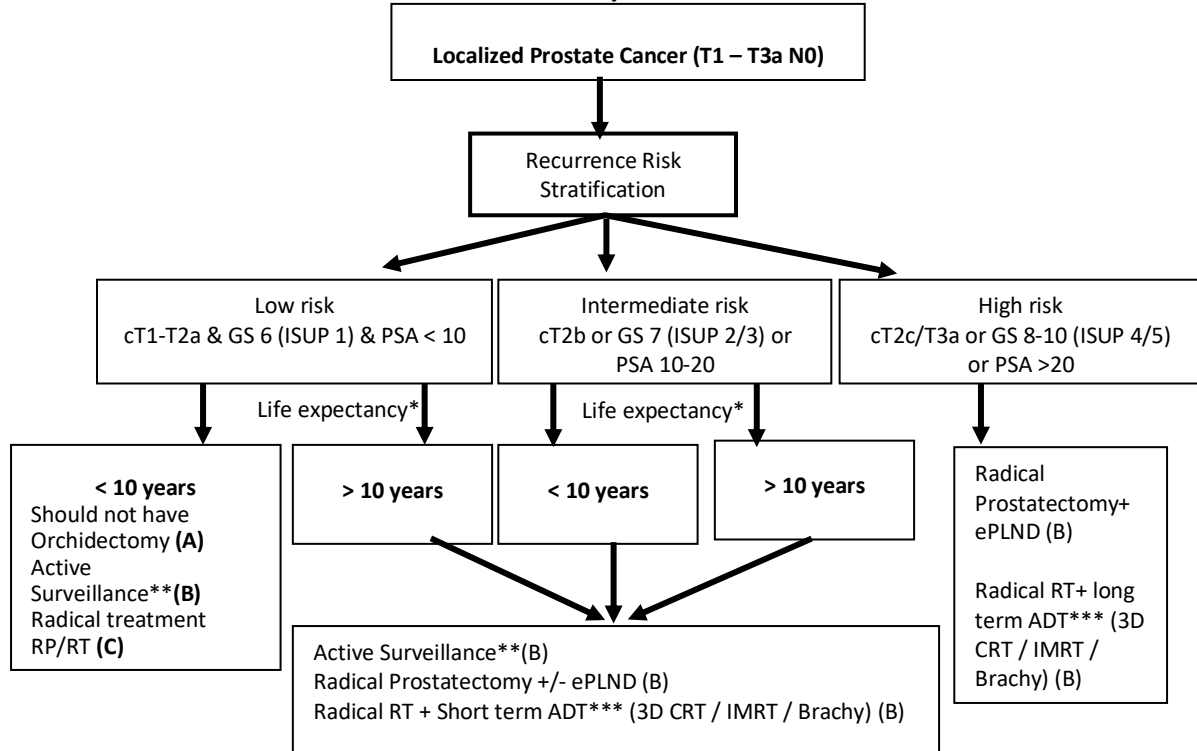 Localized Prostate Cancer (T1 – T3a N0)
Recurrence Risk
Stratification
Low risk
cT1-T2a & GS 6 (ISUP 1) & PSA < 10
Intermediate risk
cT2b or GS 7 (ISUP 2/3) or
PSA 10-20
High risk
cT2c/T3a or GS 8-10 (ISUP 4/5)
or PSA >20
Life expectancy*
Life expectancy*
< 10 years
Should not have
Orchidectomy (A)
Active
Surveillance**(B)
Radical treatment
RP/RT (C)
> 10 years
< 10 years
> 10 years
Radical
Prostatectomy+
ePLND (B)
Radical RT+ long
term ADT*** (3D
CRT / IMRT /
Brachy) (B)
Active Surveillance**(B)
Radical Prostatectomy +/- ePLND (B)
Radical RT + Short term ADT*** (3D CRT / IMRT / Brachy) (B)